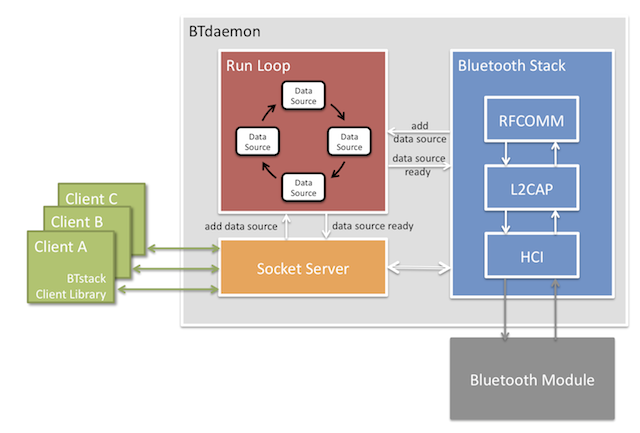 BTdaemon
Run Loop
Data
Source
Data
Source
Data
Source
Data
Source
Bluetooth Stack
RFCOMM
L2CAP
HCI
add
data source
data source
ready
add data source
data source ready
Client C
Client B
Client A
BTstack
Client Library
Socket Server
Bluetooth Module